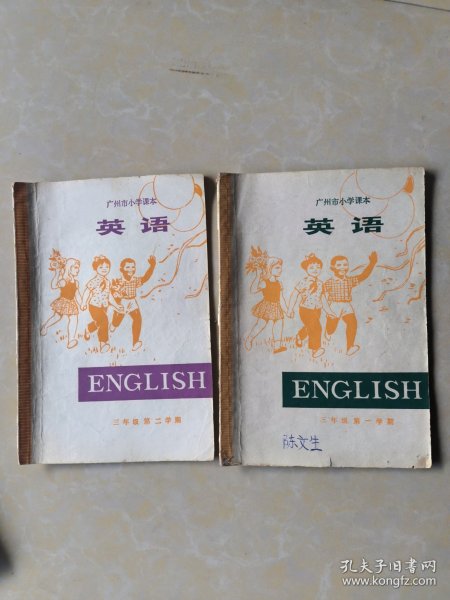 广州市小学课本
英语
ENGLISH
三年级 第二学期
广州市小学课本
英语
ENGLISH
三年级 第一学期
陈文生
孔夫子旧书网
www.kongfz.com